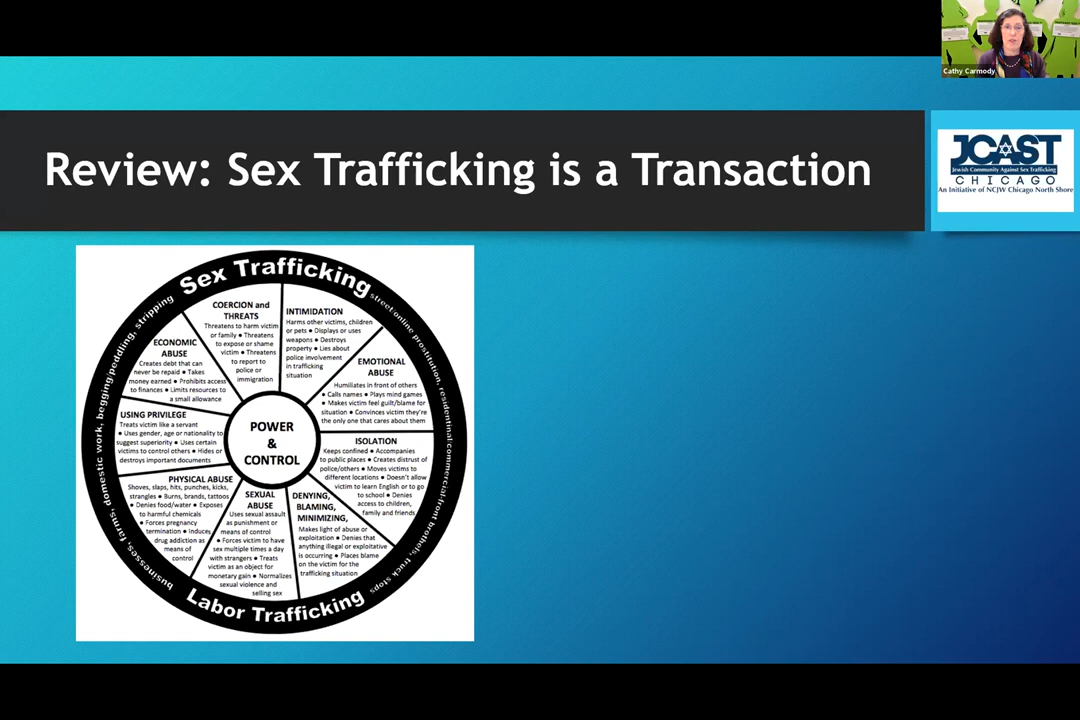 Cathy Carmody
Review: Sex Trafficking is a Transaction
JCAST
Jewish Community Against Sex Trafficking
CHICAGO
An Initiative of NCJW Chicago North Shore
Sex Trafficking
street/online prostitution, residential/commercial-front brothels, truck stops
Labor Trafficking
businesses, farms, domestic work, begging/peddling, stripping
POWER
&
CONTROL
COERCION and
THREATS
Threatens to harm victim
or family ● Threatens
to expose or shame
victim ● Threatens
to report to
police or
immigration
INTIMIDATION
Harms other victims, children
or pets ● Displays or uses
weapons ● Destroys
property ● Lies about
police involvement
in trafficking
situation
EMOTIONAL
ABUSE
Humiliates in front of others
● Calls names ● Plays mind games
● Makes victim feel guilt/blame for
situation ● Convinces victim they're
the only one that cares about them
ISOLATION
Keeps confined ● Accompanies
to public places ● Creates distrust of
police/others ● Moves victims to
different locations ● Doesn't allow
victim to learn English or to go
to school ● Denies
access to children,
family and friends
DENYING,
BLAMING,
MINIMIZING,
Makes light of abuse or
exploitation ● Denies that
anything illegal or exploitative
is occurring ● Places blame
on the victim for the
trafficking situation
SEXUAL
ABUSE
Uses sexual assault
as punishment or
means of control
● Forces victim to have
sex multiple times a day
with strangers ● Treats
victim as an object for
monetary gain ● Normalizes
sexual violence and
selling sex
PHYSICAL ABUSE
Shoves, slaps, hits, punches, kicks,
strangles ● Burns, brands, tattoos
● Denies food/water ● Exposes
to harmful chemicals
● Forces pregnancy
termination ● Induces
drug addiction as
means of
control
USING PRIVILEGE
Treats victim like a servant
● Uses gender, age or nationality to
suggest superiority ● Uses certain
victims to control others ● Hides or
destroys important documents
ECONOMIC
ABUSE
Creates debt that can
never be repaid ● Takes
money earned ● Prohibits access
to finances ● Limits resources to
a small allowance